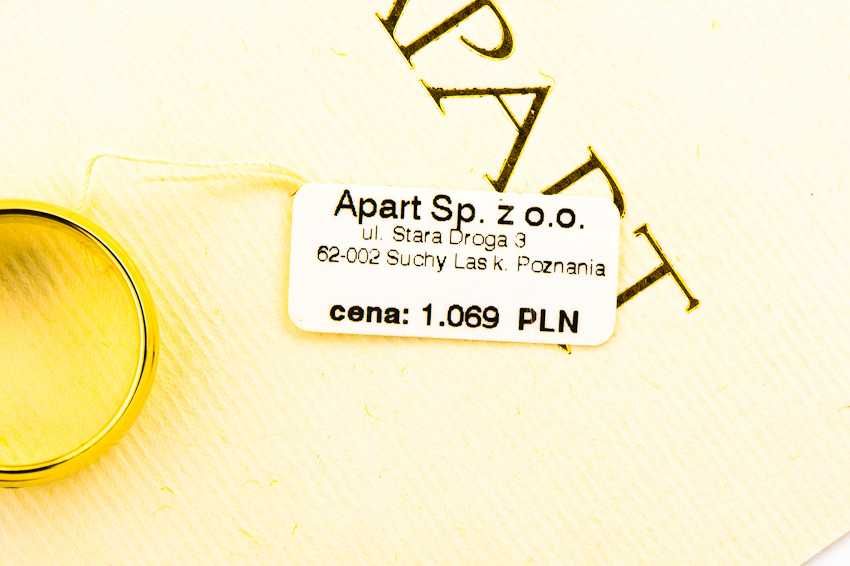 APART
Apart Sp. z o.o.
ul. Stara Droga 3
62-002 Suchy Las k. Poznania
cena: 1.069 PLN